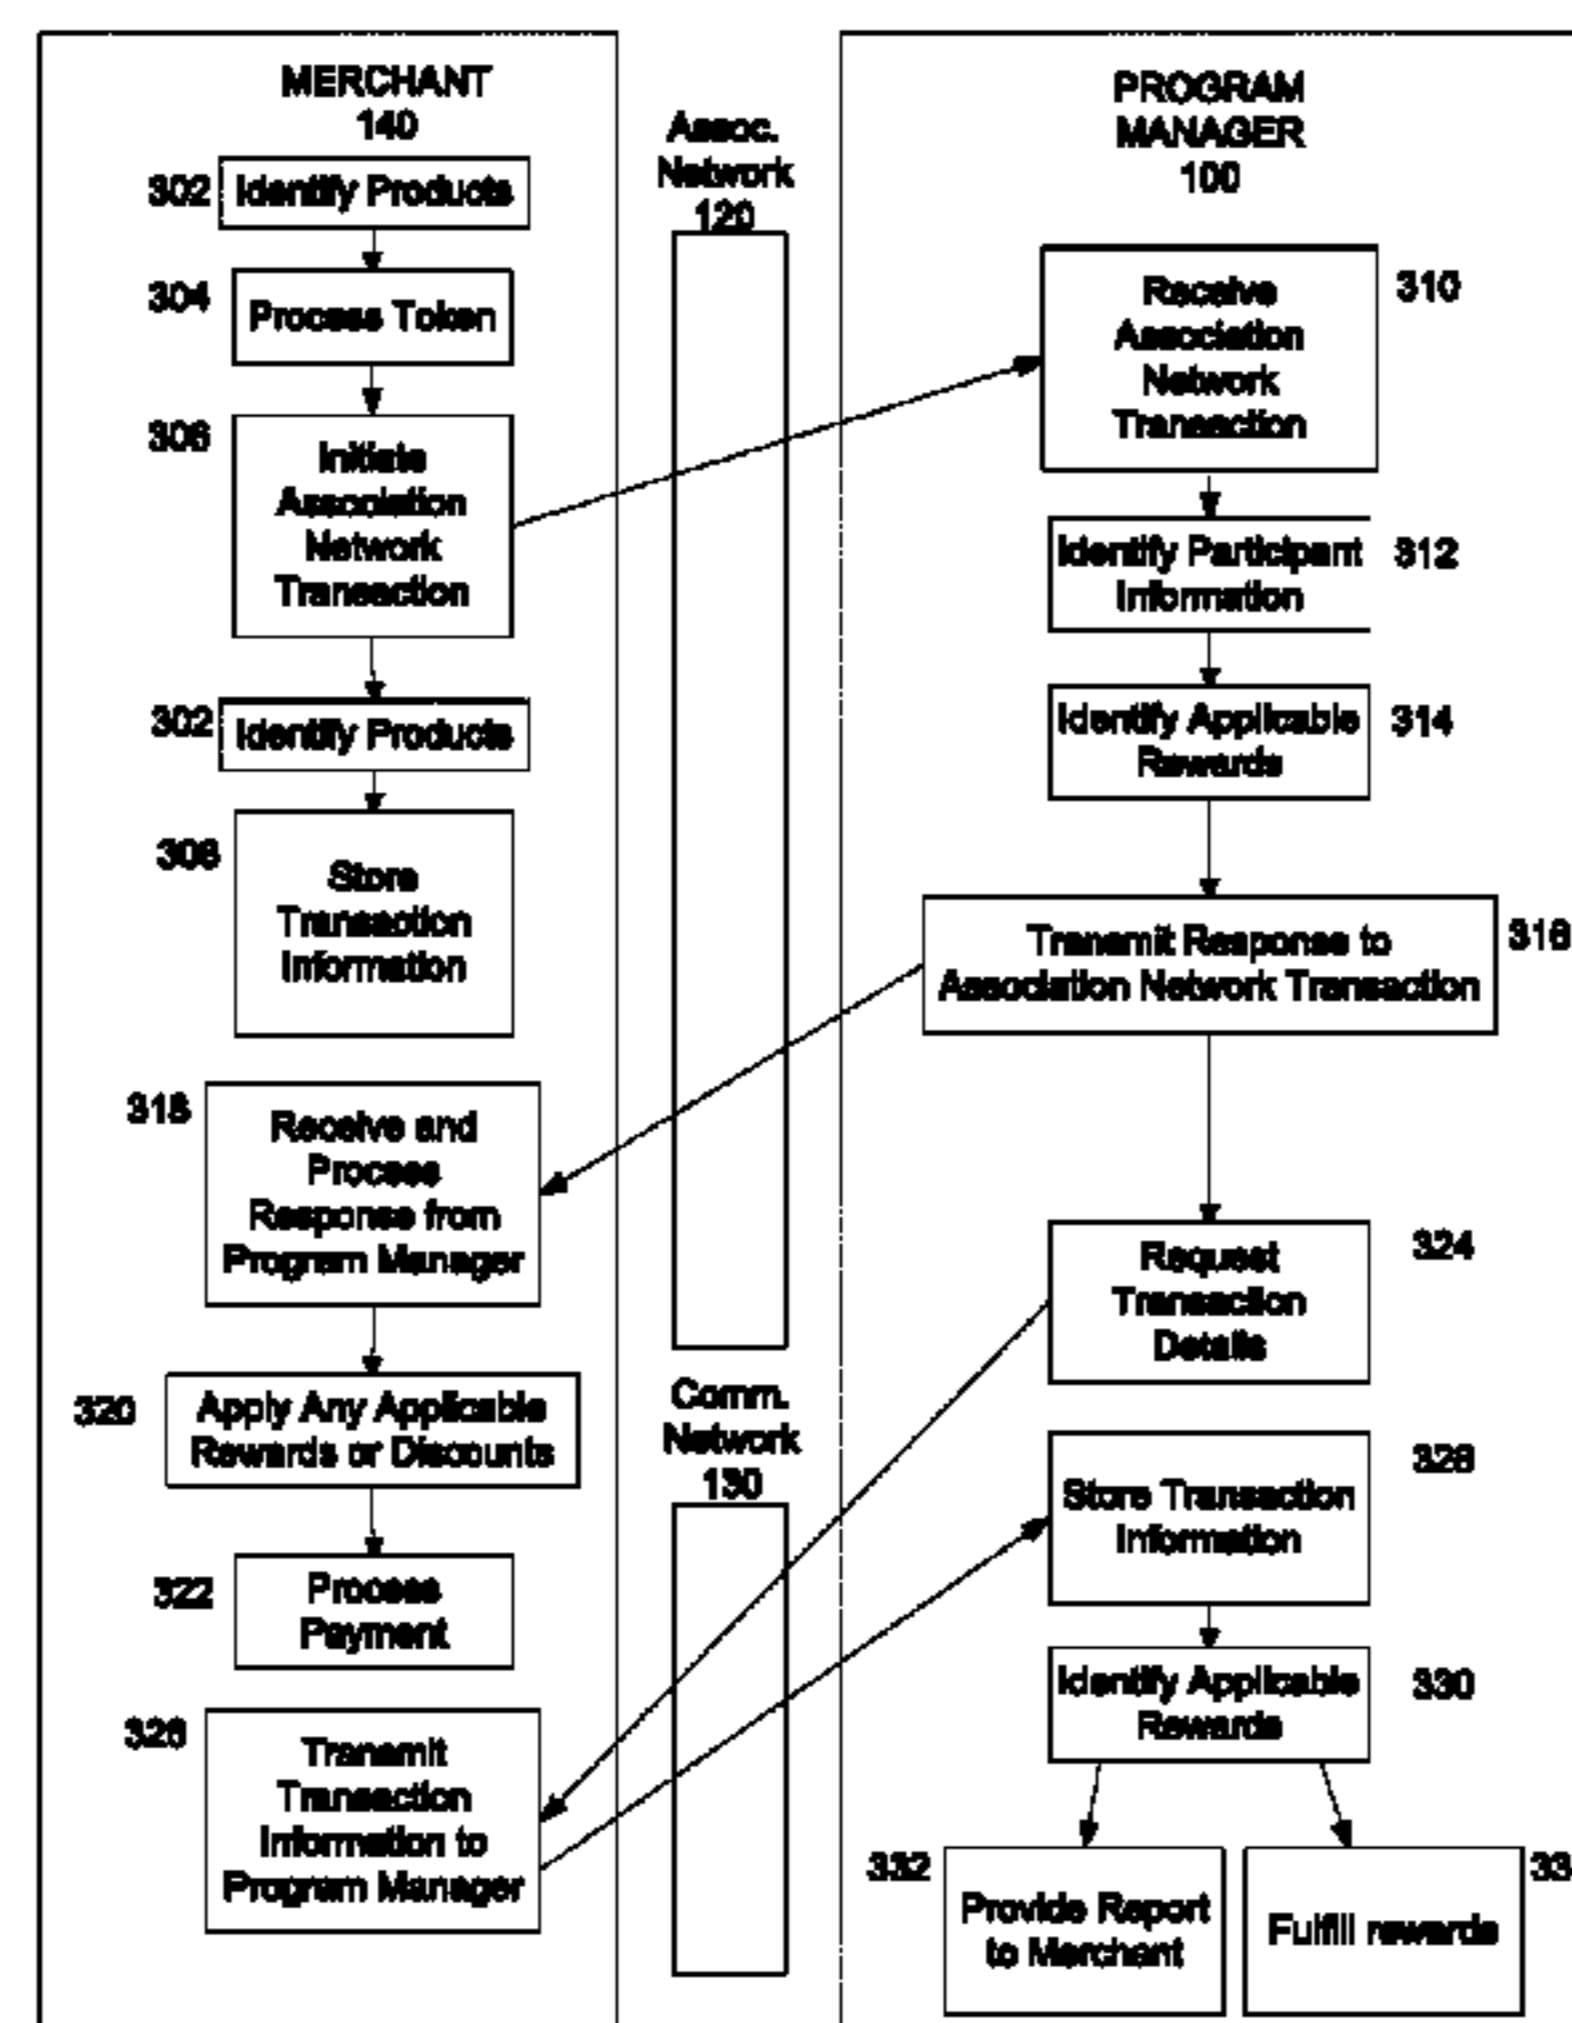 MERCHANT
140
302
Identify Products
304
Process Token
306
Initiate
Association
Network
Transaction
302
Identify Products
308
Store
Transaction
Information
318
Receive and
Process
Response from
Program Manager
320
Apply Any Applicable
Rewards or Discounts
322
Process
Payment
326
Transmit
Transaction
Information to
Program Manager
Assoc.
Network
120
Comm.
Network
130
PROGRAM
MANAGER
100
310
Receive
Association
Network
Transaction
Identify Participant
Information
312
Identify Applicable
Rewards
314
Transmit Response to
Association Network Transaction
316
324
Request
Transaction
Details
328
Store Transaction
Information
Identify Applicable
Rewards
330
332
Provide Report
to Merchant
33
Fulfill rewards